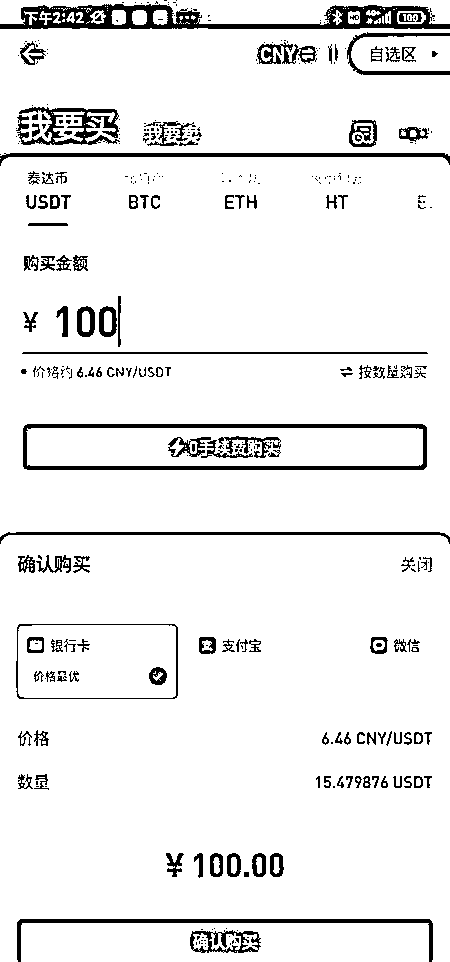 下午2:42
HD 4G 100
CNY 自选区
我要买 我要卖
泰达币
USDT BTC ETH HT
购买金额
¥ 100
价格约 6.46 CNY/USDT 按数量购买
0手续费购买
确认购买 关闭
银行卡 支付宝 微信
价格最优
价格 6.46 CNY/USDT
数量 15.479876 USDT
¥ 100.00
确认购买